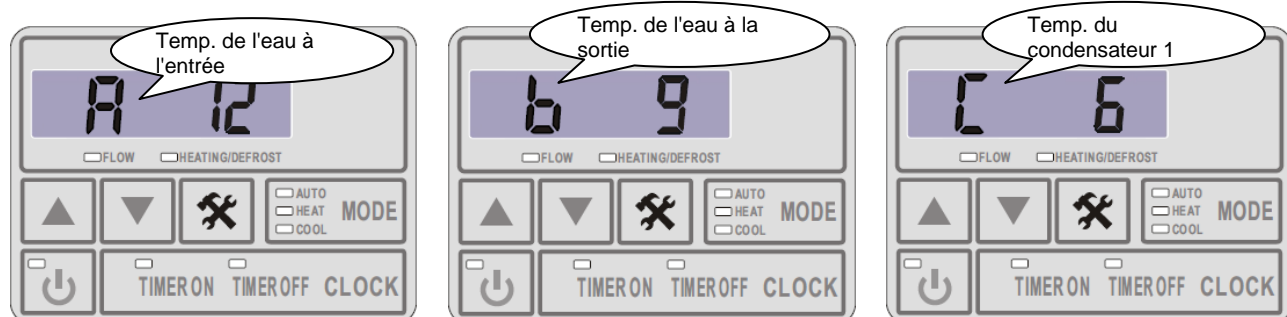 Temp. de l'eau à
l'entrée
A 12
FLOW HEATING/DEFROST
AUTO
HEAT
COOL
MODE
TIMER ON TIMER OFF CLOCK
Temp. de l'eau à la
sortie
b 9
FLOW HEATING/DEFROST
AUTO
HEAT
COOL
MODE
TIMER ON TIMER OFF CLOCK
Temp. du
condensateur 1
C 6
FLOW HEATING/DEFROST
AUTO
HEAT
COOL
MODE
TIMER ON TIMER OFF CLOCK